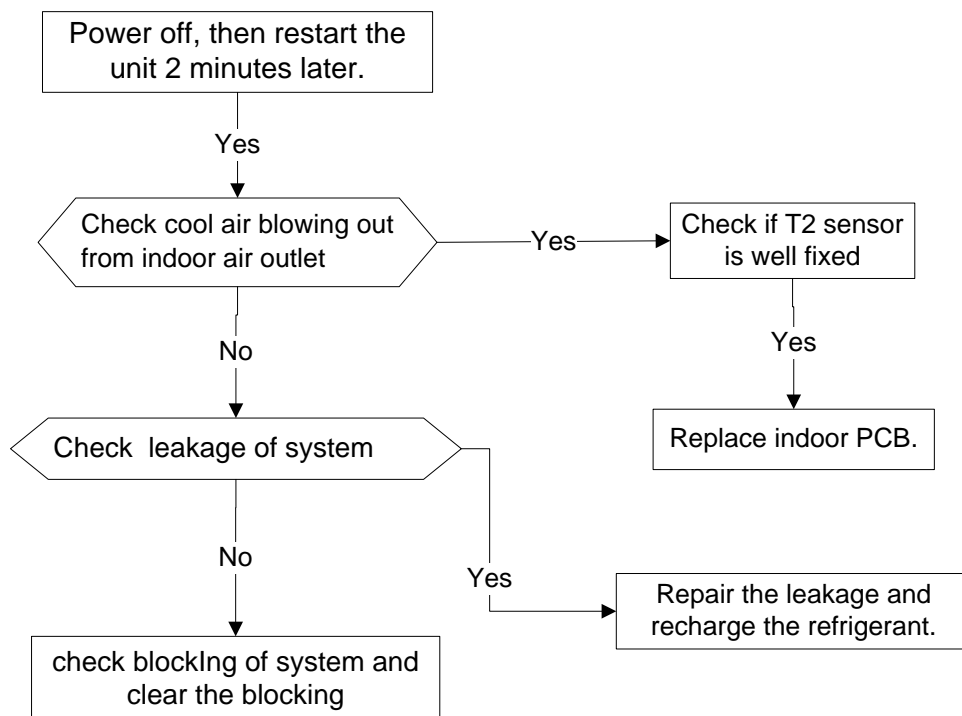 Power off, then restart the
unit 2 minutes later.
Yes
Check cool air blowing out
from indoor air outlet
Yes
Check if T2 sensor
is well fixed
No
Yes
Check leakage of system
Replace indoor PCB.
No
Yes
Repair the leakage and
recharge the refrigerant.
check blockIng of system and
clear the blocking